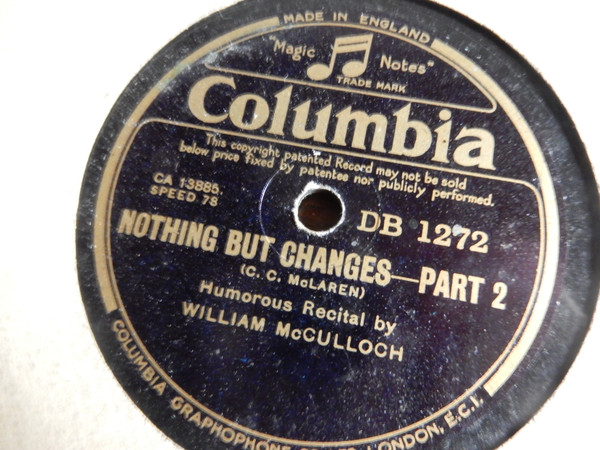 MADE IN ENGLAND
"Magic Notes"
TRADE MARK
Columbia
This copyright patented Record may not be sold
below price fixed by patentee nor publicly performed.
CA 13885.
SPEED 78
DB 1272
NOTHING BUT CHANGES—PART 2
(C. C. McLAREN)
Humorous Recital by
WILLIAM McCULLOCH
COLUMBIA GRAPHOPHONE LONDON, E.C.1.